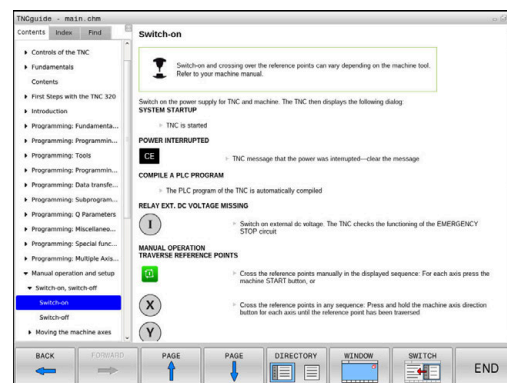 TNCguide - main.chm
Contents Index Find
Controls of the TNC
Fundamentals
Contents
First Steps with the TNC 320
Introduction
Programming: Fundamenta...
Programming: Programmin...
Programming: Tools
Programming: Programmin...
Programming: Data transfe...
Programming: Subprogram...
Programming: Q Parameters
Programming: Miscellaneo...
Programming: Special func...
Programming: Multiple Axis...
Manual operation and setup
Switch-on, switch-off
Switch-on
Switch-off
Moving the machine axes
Switch-on
Switch-on and crossing over the reference points can vary depending on the machine tool.
Refer to your machine manual.
Switch on the power supply for TNC and machine. The TNC then displays the following dialog:
SYSTEM STARTUP
TNC is started
POWER INTERRUPTED
CE
TNC message that the power was interrupted—clear the message
COMPILE A PLC PROGRAM
The PLC program of the TNC is automatically compiled
RELAY EXT. DC VOLTAGE MISSING
I
Switch on external dc voltage. The TNC checks the functioning of the EMERGENCY
STOP circuit
MANUAL OPERATION
TRAVERSE REFERENCE POINTS
Cross the reference points manually in the displayed sequence: For each axis press the
machine START button, or
X
Cross the reference points in any sequence: Press and hold the machine axis direction
button for each axis until the reference point has been traversed
Y
BACK FORWARD PAGE PAGE DIRECTORY WINDOW SWITCH
END